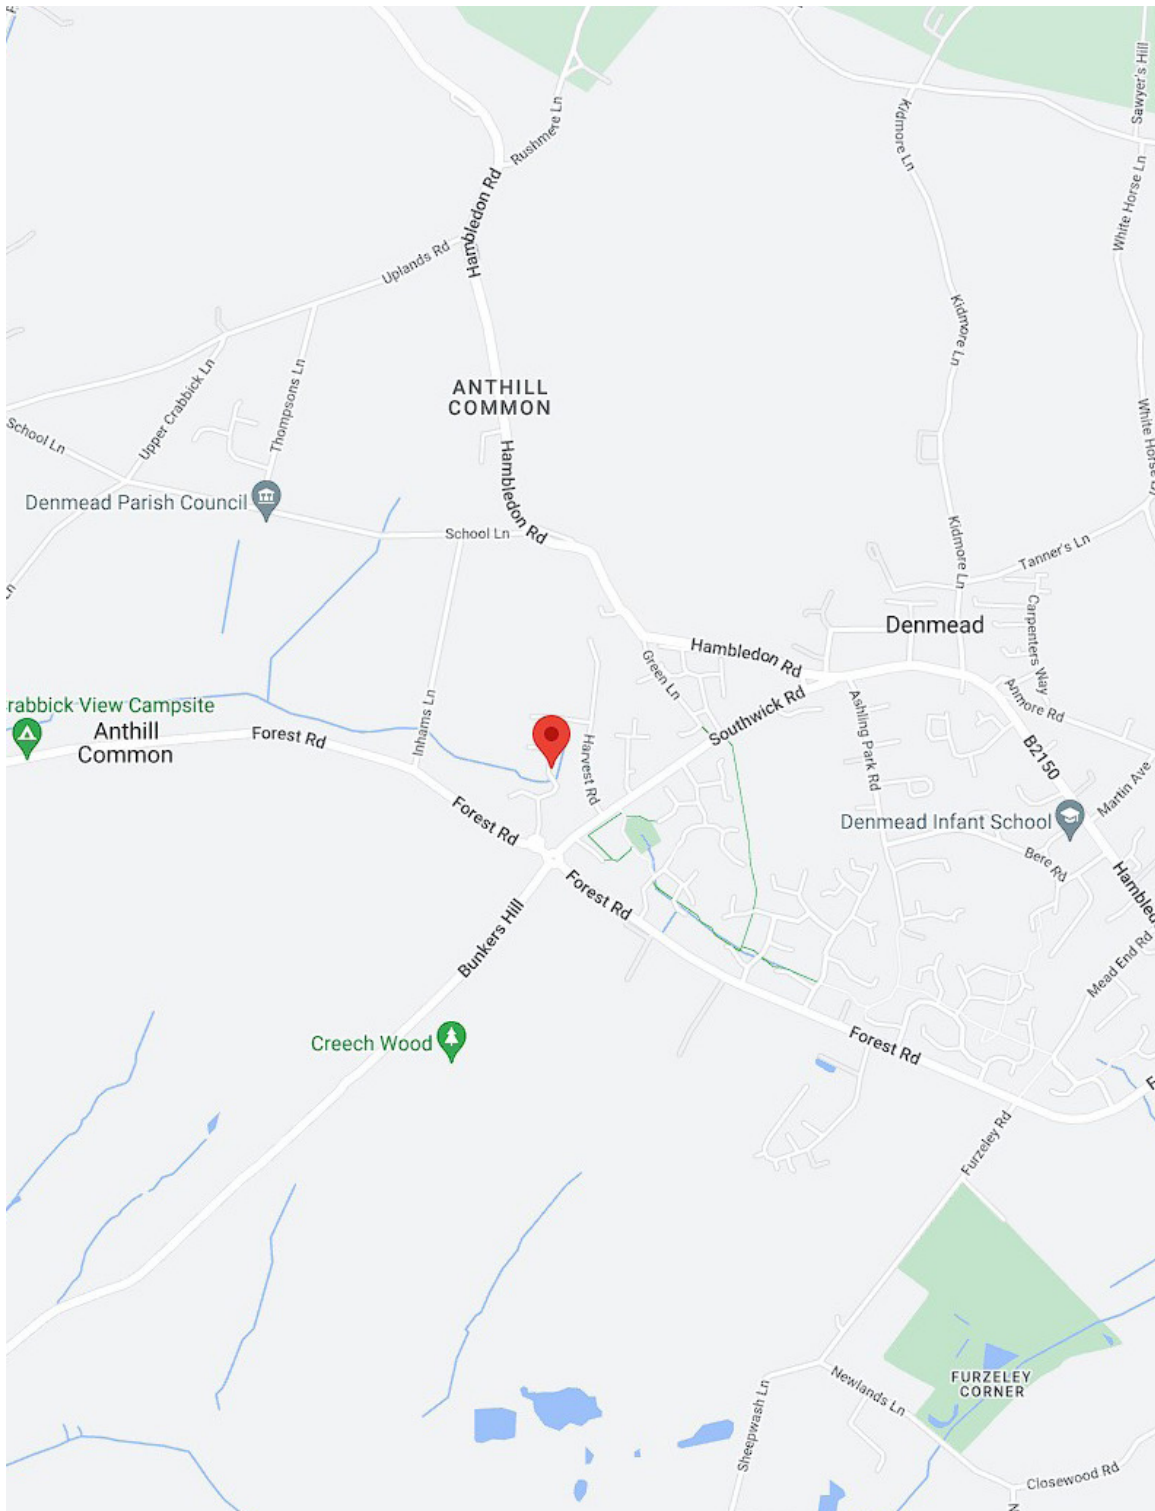 Rushmere Ln
Kidmore Ln
Sawyer's Hill
White Horse Ln
Hambledon Rd
Uplands Rd
Kidmore Ln
ANTHILL
COMMON
Thompsons Ln
Upper Crabbick Ln
School Ln
White Horse Ln
Denmead Parish Council
Hambledon Rd
School Ln
Kidmore Ln
Tanner's Ln
Carpenters Way
Denmead
Hambledon Rd
Green Ln
Anmore Rd
Southwick Rd
Ashling Park Rd
rabbick View Campsite
Anthill
Common
Forest Rd
Inhams Ln
Harvest Rd
B2150
Martin Ave
Forest Rd
Denmead Infant School
Bere Rd
Forest Rd
Hambled
Bunkers Hill
Mead End Rd
Creech Wood
Forest Rd
Furzeley Rd
FURZELEY
CORNER
Newlands Ln
Sheepwash Ln
Closewood Rd